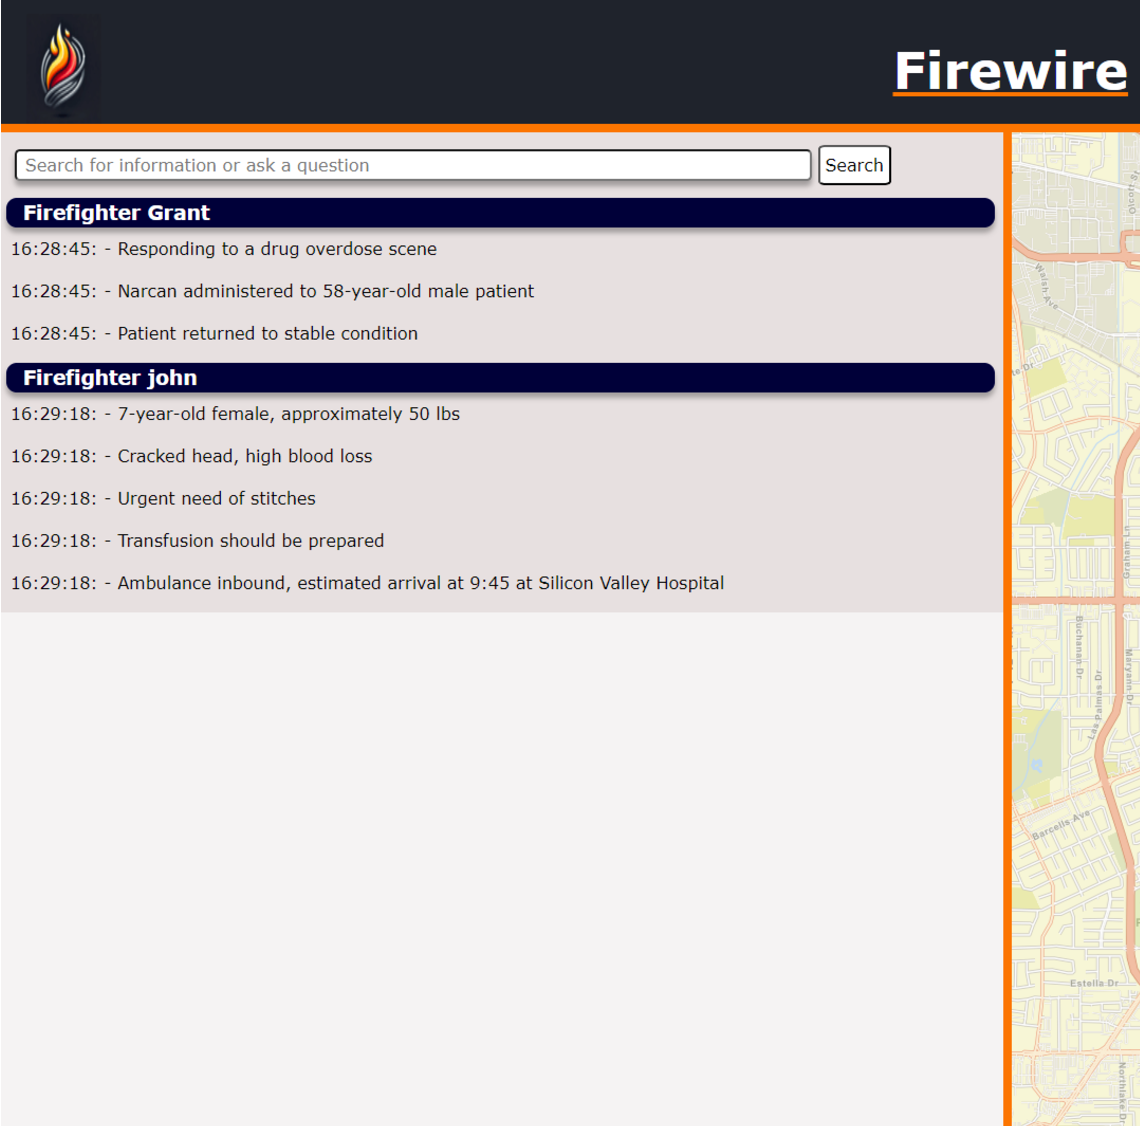 Firewire
Search for information or ask a question
Search
Firefighter Grant
16:28:45: - Responding to a drug overdose scene
16:28:45: - Narcan administered to 58-year-old male patient
16:28:45: - Patient returned to stable condition
Firefighter john
16:29:18: - 7-year-old female, approximately 50 lbs
16:29:18: - Cracked head, high blood loss
16:29:18: - Urgent need of stitches
16:29:18: - Transfusion should be prepared
16:29:18: - Ambulance inbound, estimated arrival at 9:45 at Silicon Valley Hospital
Olcott St
Walsh Ave
te Dr
Graham Ln
Buchanan Dr
Maryann Dr
Las Palmas Dr
Barcells Ave
Estella Dr
Northlake Dr